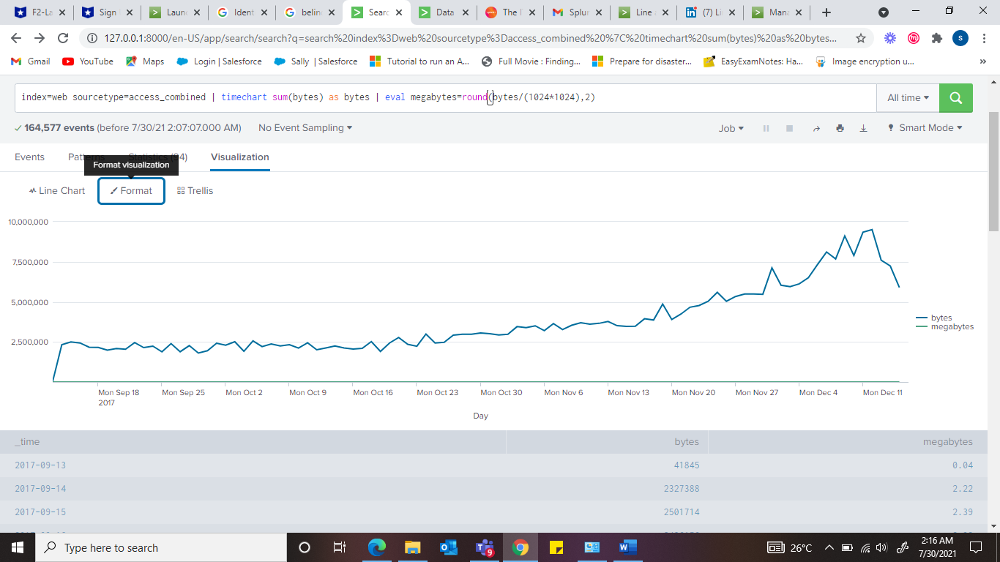 F2-La
Sign
Laun
Ident
belin
Searc
Data
The
Splur
Line
(7) Li
Mana
127.0.0.1:8000/en-US/app/search/search?q=search%20index%3Dweb%20sourcetype%3Daccess_combined%20%7C%20timechart%20sum(bytes)%20as%20bytes...
S
Gmail
YouTube
Maps
Login | Salesforce
Sally | Salesforce
Tutorial to run an A...
Full Movie : Finding...
Prepare for disaster...
EasyExamNotes: Ha...
Image encryption u...
index=web sourcetype=access_combined | timechart sum(bytes) as bytes | eval megabytes=round(bytes/(1024*1024),2)
All time
164,577 events (before 7/30/21 2:07:07.000 AM)
No Event Sampling
Job
Smart Mode
Events
Patterns
Statistics (94)
Visualization
Format visualization
Line Chart
Format
Trellis
10,000,000
7,500,000
5,000,000
2,500,000
bytes
megabytes
Mon Sep 18
2017
Mon Sep 25
Mon Oct 2
Mon Oct 9
Mon Oct 16
Mon Oct 23
Mon Oct 30
Mon Nov 6
Mon Nov 13
Mon Nov 20
Mon Nov 27
Mon Dec 4
Mon Dec 11
Day
_time bytes megabytes
2017-09-13 41845 0.04
2017-09-14 2327388 2.22
2017-09-15 2501714 2.39
Type here to search
9
26°C
2:16 AM
7/30/2021